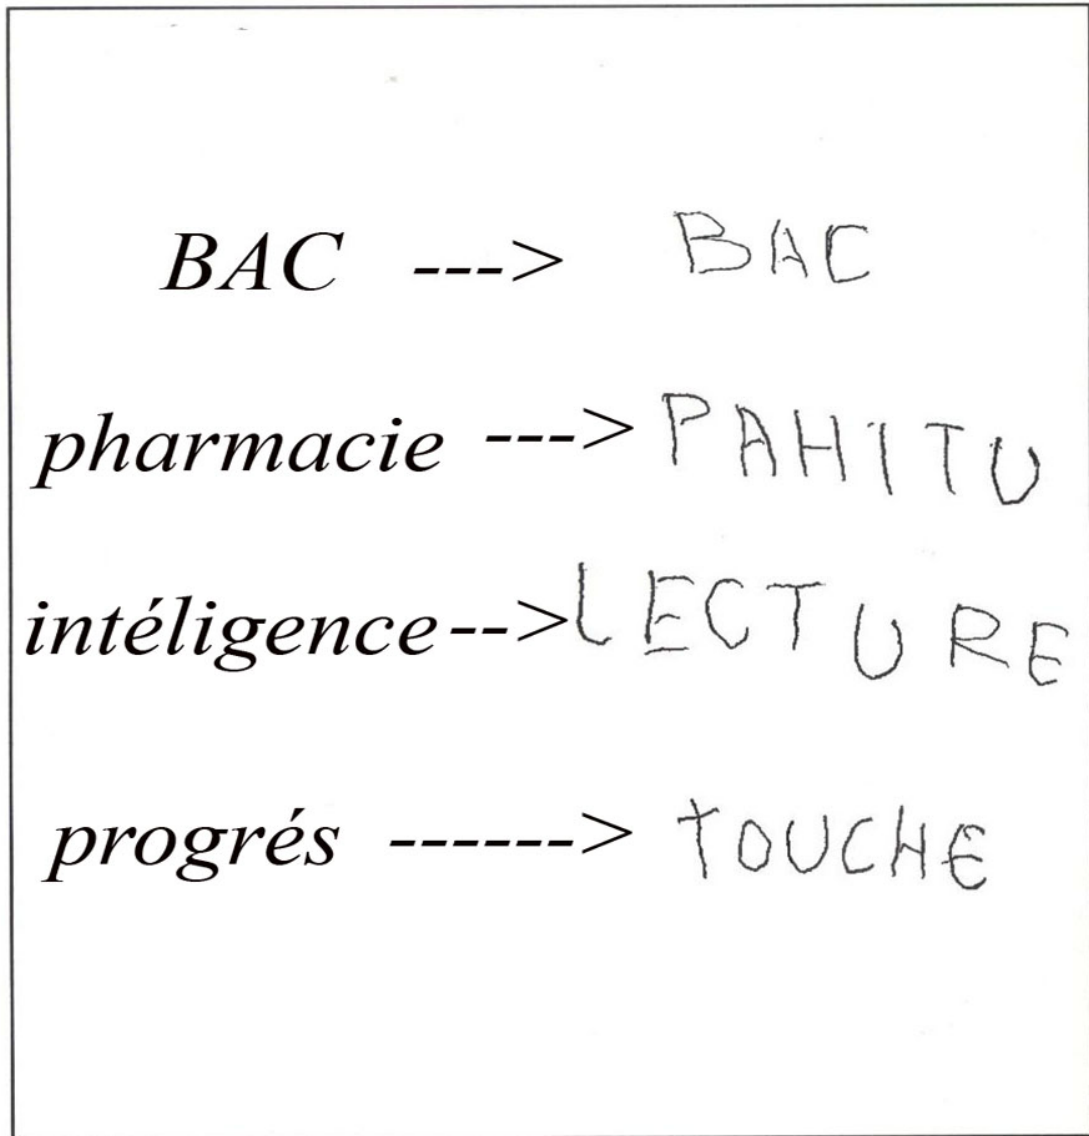 BAC ---> BAC
pharmacie ---> PAHITU
intéligence --> LECTURE
progrés ------> TOUCHE